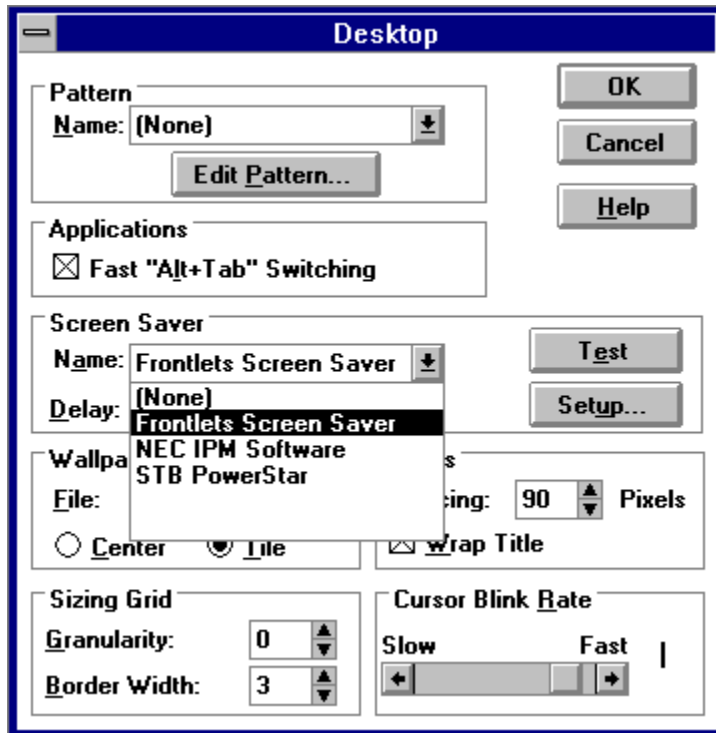 Desktop
Pattern
Name: (None)
Edit Pattern...
OK
Cancel
Help
Applications
Fast "Alt+Tab" Switching
Screen Saver
Name: Frontlets Screen Saver
Test
Delay:
(None)
Frontlets Screen Saver
NEC IPM Software
STB PowerStar
Setup...
Wallpa
s
File:
cing: 90 Pixels
Center Tile
Wrap Title
Sizing Grid
Granularity: 0
Border Width: 3
Cursor Blink Rate
Slow Fast